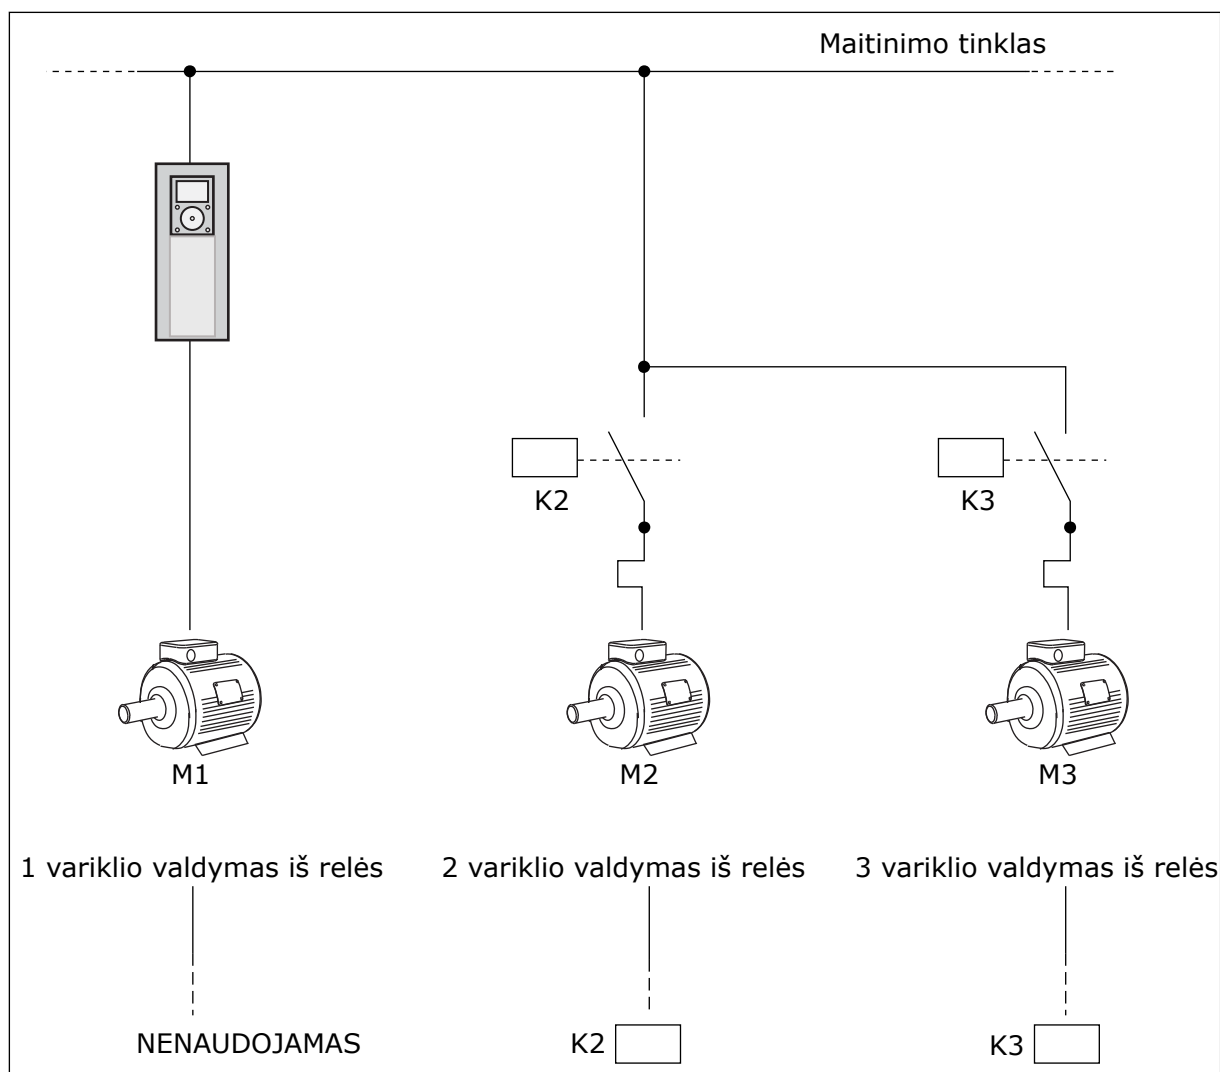 Maitinimo tinklas
K2
K3
M1
M2
M3
1 variklio valdymas iš relės
2 variklio valdymas iš relės
3 variklio valdymas iš relės
NENAUDOJAMAS
K2
K3